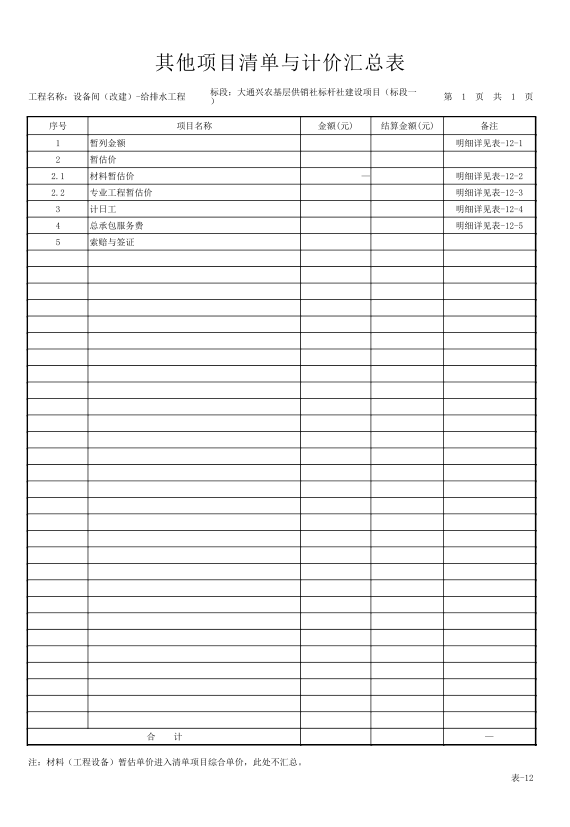 其他项目清单与计价汇总表
工程名称：设备间（改建）-给排水工程 标段：大通兴农基层供销社标杆社建设项目（标段一） 第 1 页 共 1 页
序号 项目名称 金额(元) 结算金额(元) 备注
1 暂列金额 明细详见表-12-1
2 暂估价
2.1 材料暂估价 — 明细详见表-12-2
2.2 专业工程暂估价 明细详见表-12-3
3 计日工 明细详见表-12-4
4 总承包服务费 明细详见表-12-5
5 索赔与签证
合 计 —
注：材料（工程设备）暂估单价进入清单项目综合单价，此处不汇总。
表-12